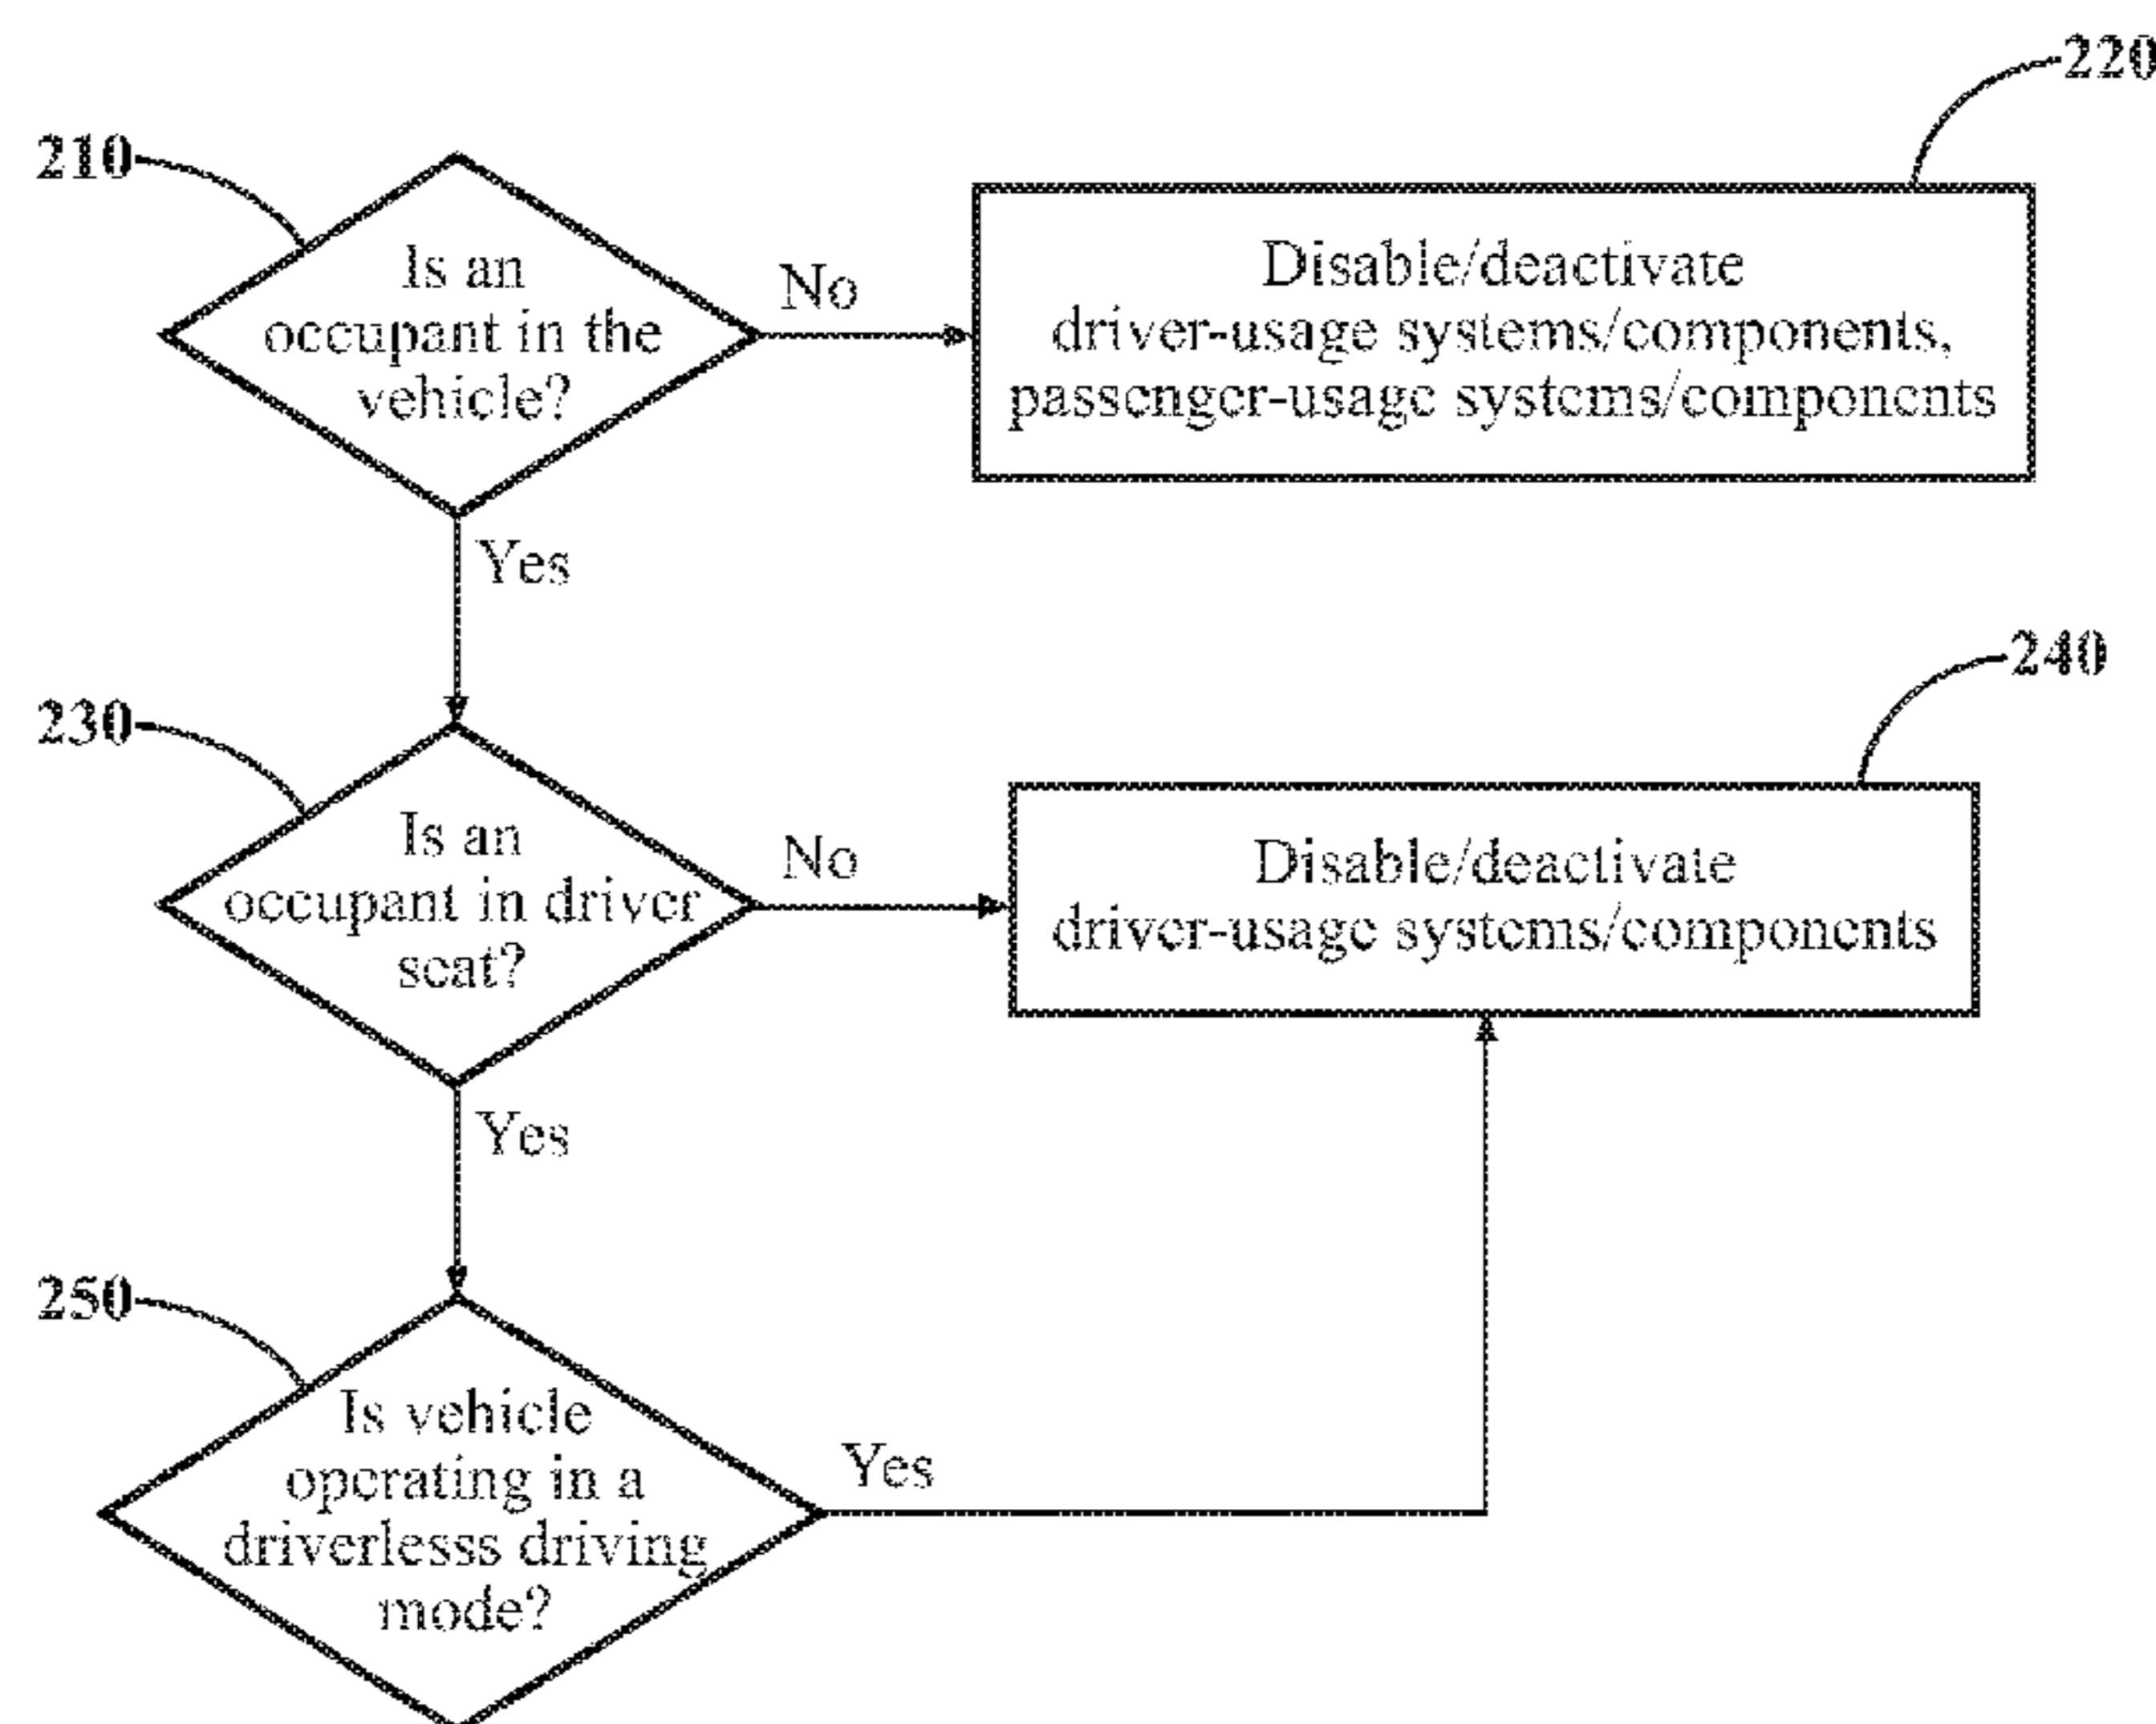 220
210
Is an
occupant in the
vehicle?
No
Disable/deactivate
driver-usage systems/components,
passenger-usage systems/components
Yes
240
230
Is an
occupant in driver
seat?
No
Disable/deactivate
driver-usage systems/components
Yes
250
Is vehicle
operating in a
driverlesss driving
mode?
Yes